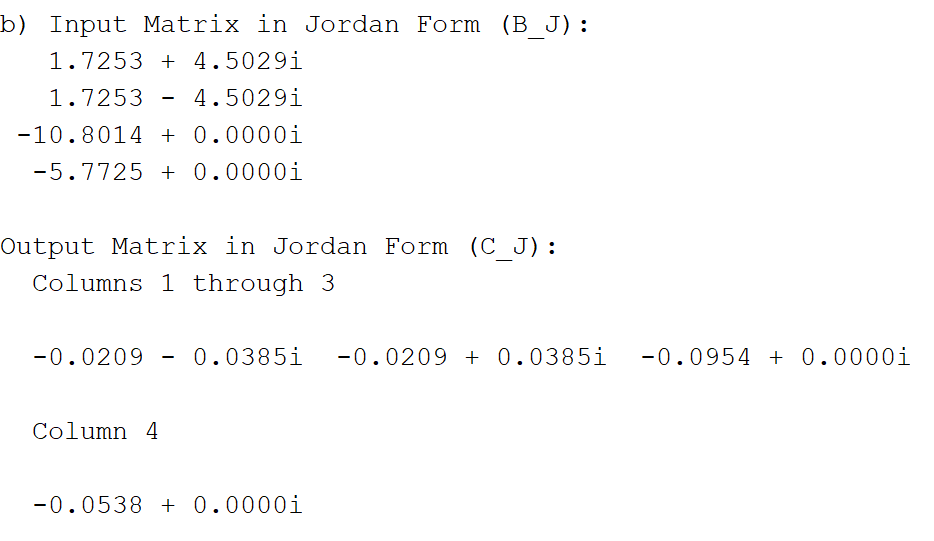 b) Input Matrix in Jordan Form (B_J):
1.7253 + 4.5029i
1.7253 - 4.5029i
-10.8014 + 0.0000i
-5.7725 + 0.0000i
Output Matrix in Jordan Form (C_J):
Columns 1 through 3
-0.0209 - 0.0385i  -0.0209 + 0.0385i  -0.0954 + 0.0000i
Column 4
-0.0538 + 0.0000i